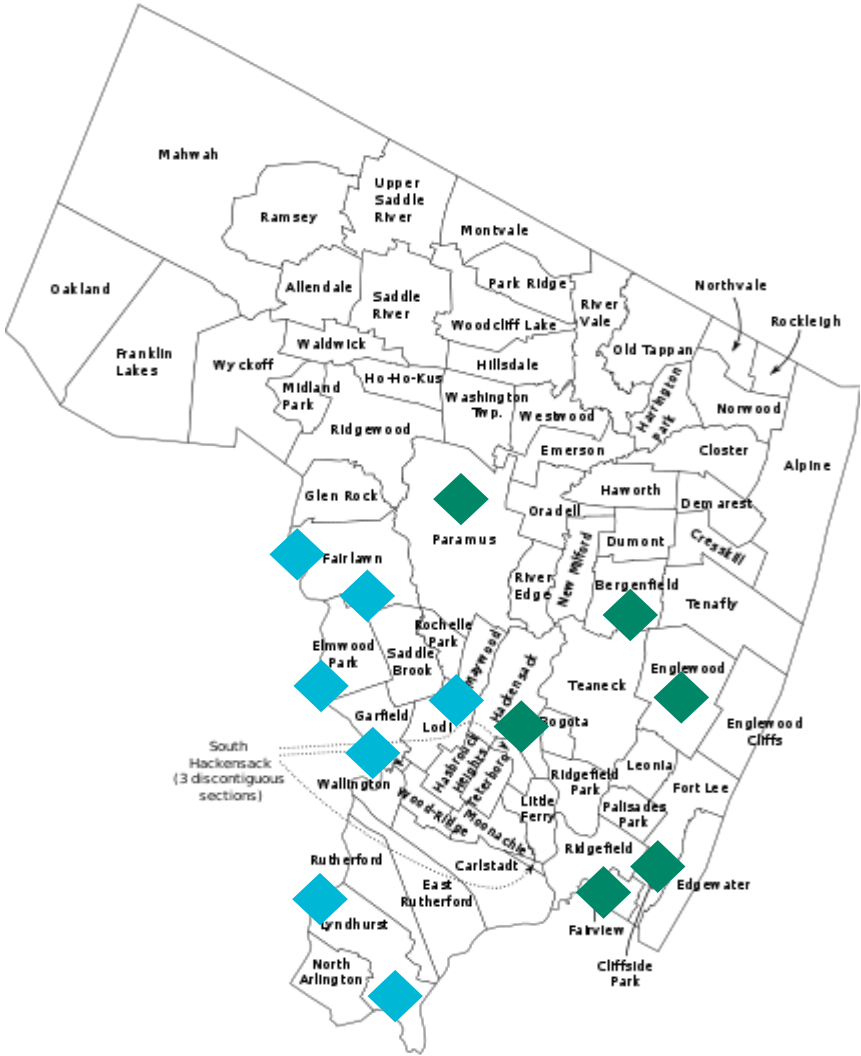 Mahwah
Upper
Saddle
River
Ramsey
Montvale
Oakland
Allendale
Saddle
River
Park Ridge
River
Vale
Northvale
Rockleigh
Franklin
Lakes
Wyckoff
Waldwick
Woodcliff Lake
Old Tappan
Hillsdale
Ho-Ho-Kus
Midland
Park
Washington
Twp.
Westwood
Harrington
Park
Norwood
Ridgewood
Emerson
Closter
Alpine
Glen Rock
Haworth
Demarest
Oradell
Paramus
Dumont
Cresskill
Fairlawn
River
Edge
New Milford
Bergenfield
Tenafly
Rochelle
Park
Elmwood
Park
Saddle
Brook
Maywood
Hackensack
Teaneck
Englewood
Garfield
Lodi
Bogota
Englewood
Cliffs
South
Hackensack
(3 discontiguous
sections)
Hasbrouck
Heights
Teterboro
Leonia
Wallington
Ridgefield
Park
Fort Lee
Wood-Ridge
Moonachie
Little
Ferry
Palisades
Park
Rutherford
Carlstadt
Ridgefield
East
Rutherford
Edgewater
Lyndhurst
Fairview
North
Arlington
Cliffside
Park